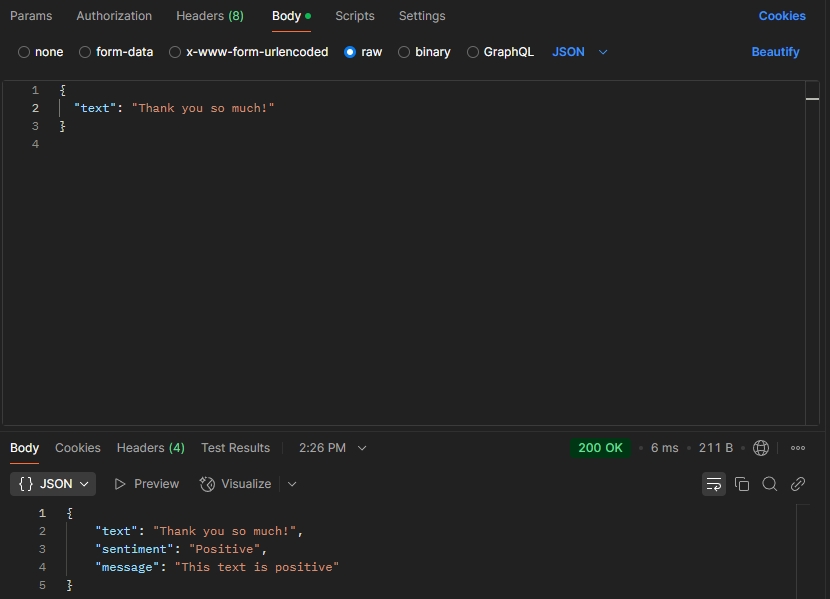 Params Authorization Headers (8) Body Scripts Settings Cookies
none form-data x-www-form-urlencoded raw binary GraphQL JSON Beautify
1 {
2 "text": "Thank you so much!"
3 }
4
Body Cookies Headers (4) Test Results 2:26 PM 200 OK • 6 ms • 211 B •
{} JSON Preview Visualize
1 {
2 "text": "Thank you so much!",
3 "sentiment": "Positive",
4 "message": "This text is positive"
5 }